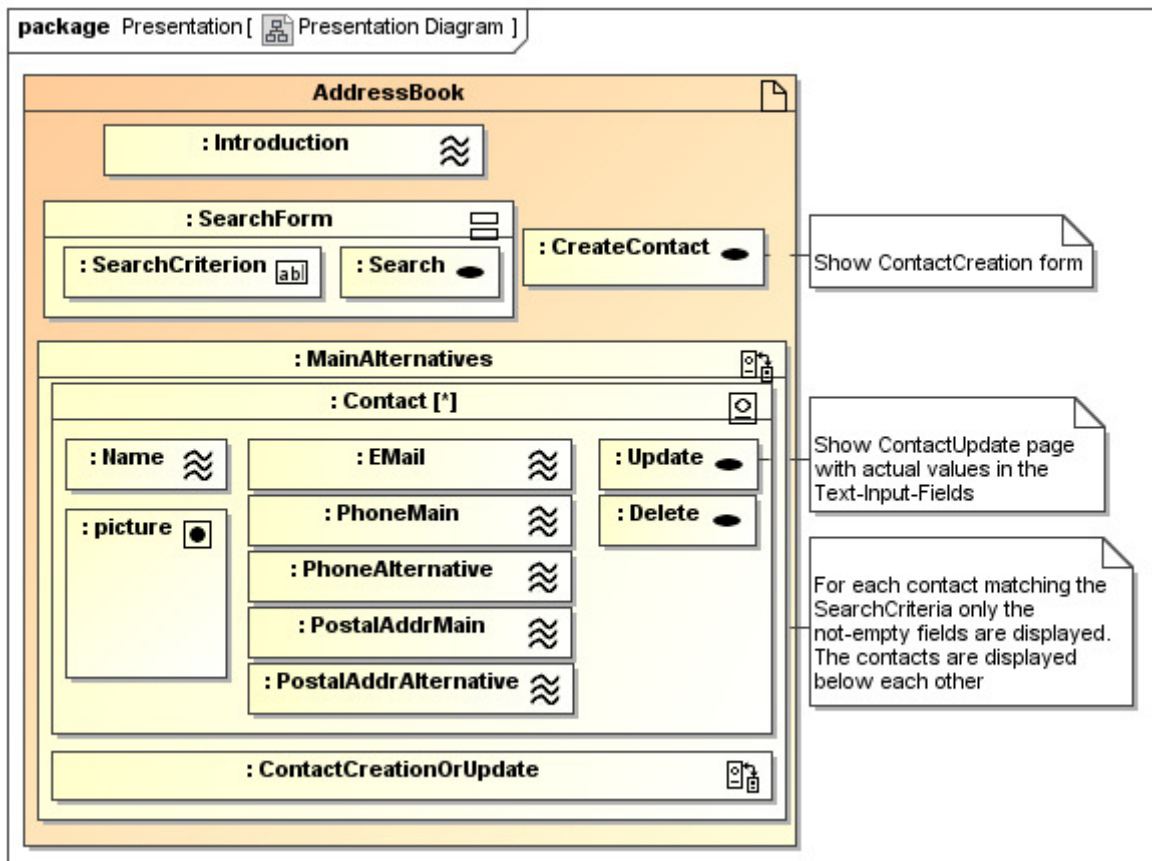 package Presentation [ Presentation Diagram ]
AddressBook
: Introduction
: SearchForm
: SearchCriterion ab|
: Search
: CreateContact
Show ContactCreation form
: MainAlternatives
: Contact [*]
: Name
: picture
: EMail
: PhoneMain
: PhoneAlternative
: PostalAddrMain
: PostalAddrAlternative
: Update
: Delete
Show ContactUpdate page
with actual values in the
Text-Input-Fields
For each contact matching the
SearchCriteria only the
not-empty fields are displayed.
The contacts are displayed
below each other
: ContactCreationOrUpdate